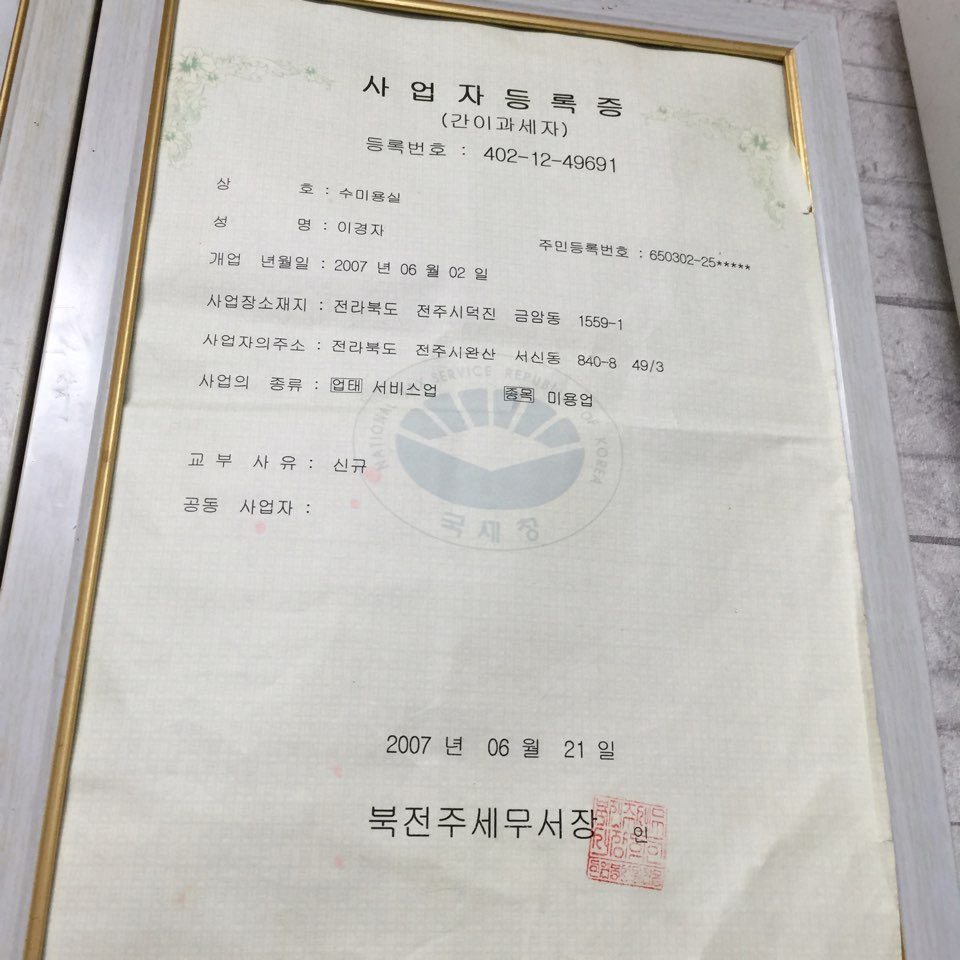 사업자등록증
(간이과세자)
등록번호 : 402-12-49691
상 호 : 수미용실
성 명 : 이경자 주민등록번호 : 650302-25*****
개업 년월일 : 2007 년 06 월 02 일
사업장소재지 : 전라북도 전주시덕진 금암동 1559-1
사업자의주소 : 전라북도 전주시완산 서신동 840-8 49/3
사업의 종류 : 업태 서비스업 종목 미용업
NATIONAL SERVICE REPUBLIC OF KOREA
국세청
교부사유 : 신규
공동 사업자 :
2007 년 06 월 21 일
북전주세무서장 인